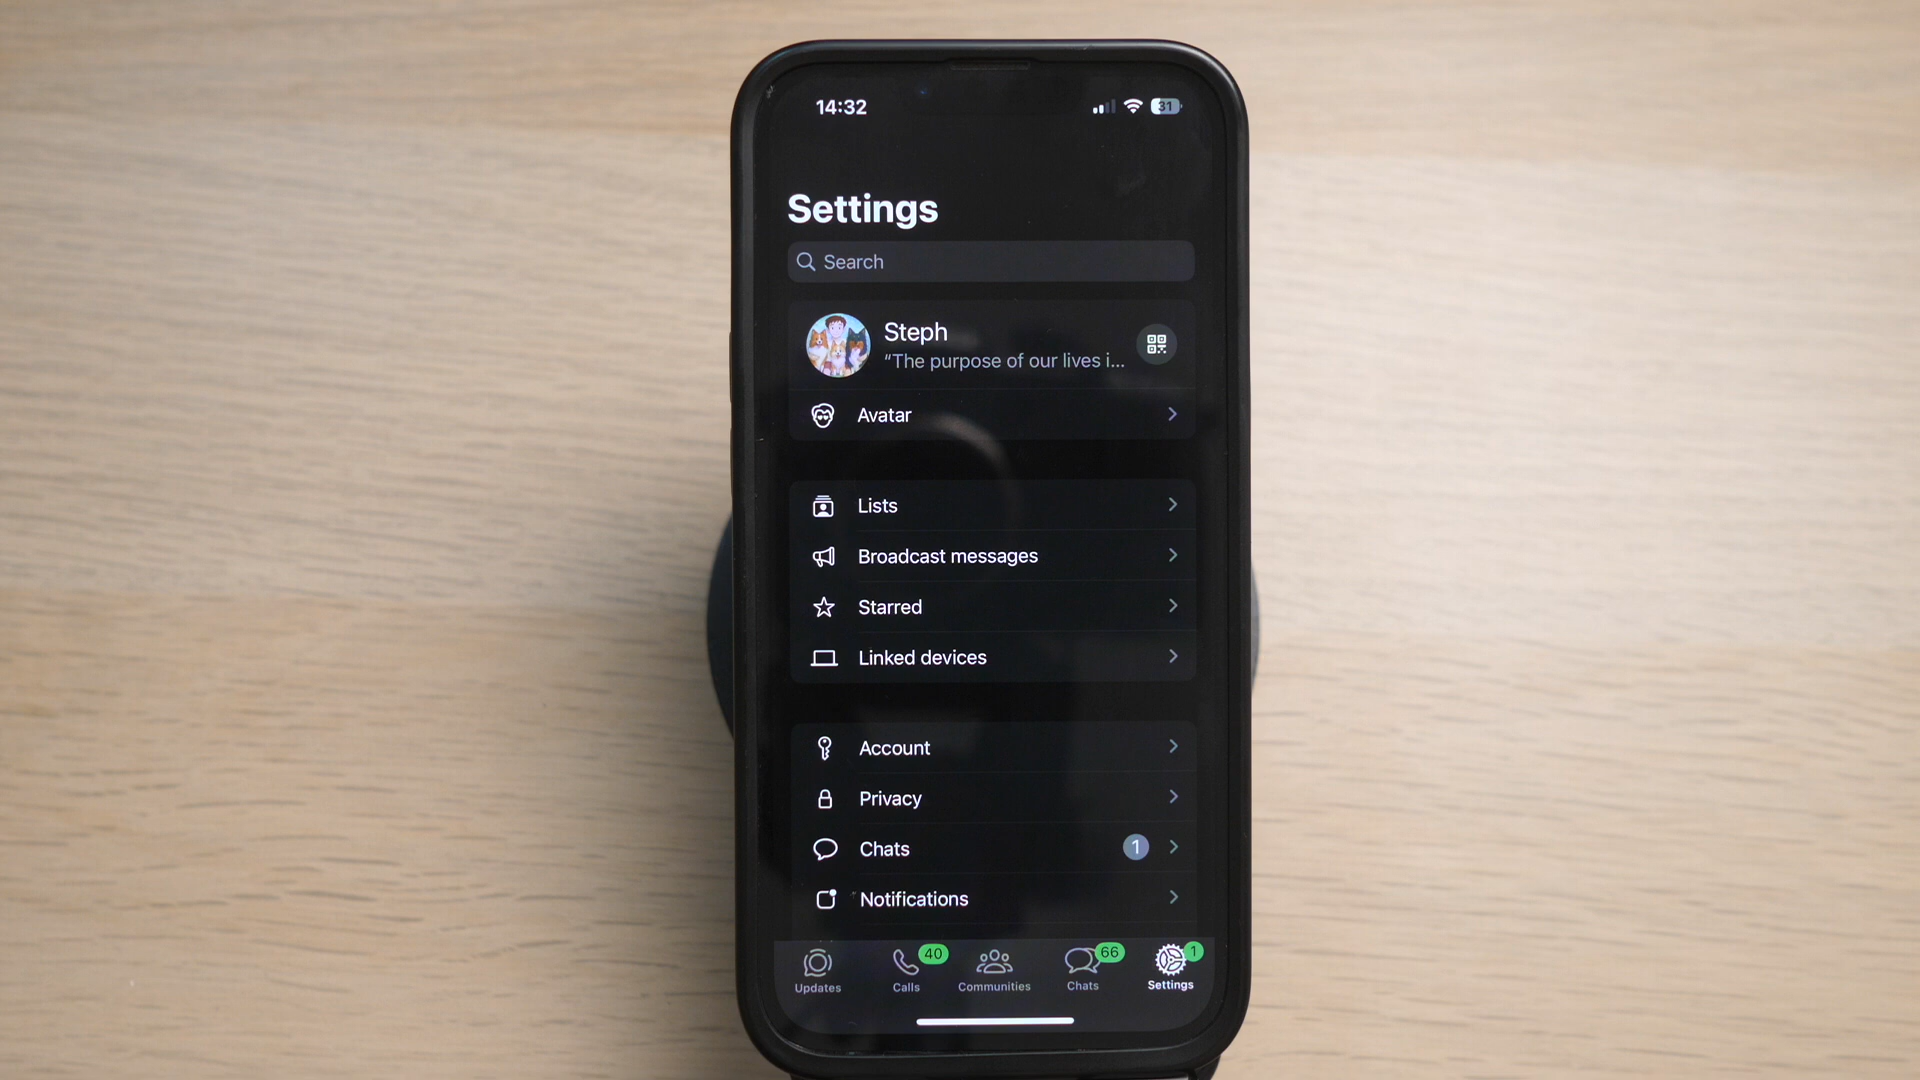 14:32
31
Settings
Search
Steph
“The purpose of our lives i...
Avatar
Lists
Broadcast messages
Starred
Linked devices
Account
Privacy
Chats 1
Notifications
40 66 1
Updates Calls Communities Chats Settings